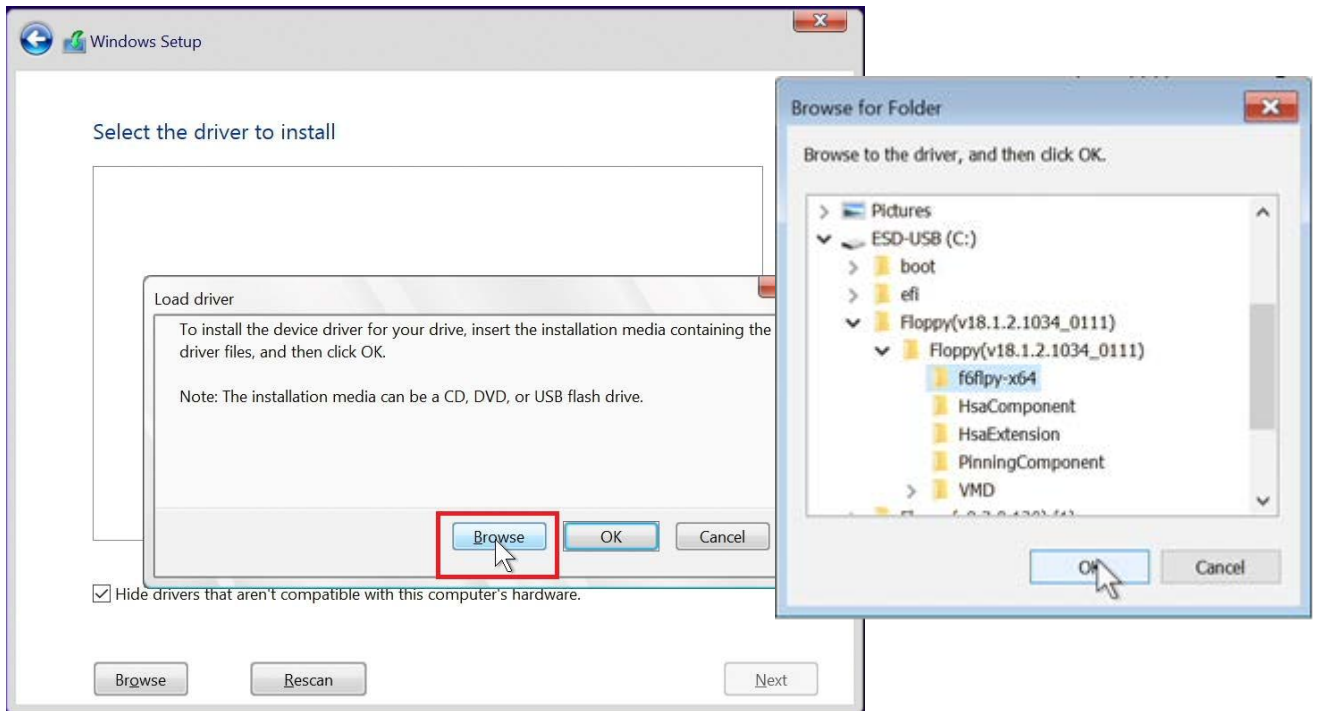 Windows Setup
Select the driver to install
Load driver
To install the device driver for your drive, insert the installation media containing the
driver files, and then click OK.
Note: The installation media can be a CD, DVD, or USB flash drive.
Browse
OK
Cancel
Hide drivers that aren't compatible with this computer's hardware.
Browse
Rescan
Next
Browse for Folder
Browse to the driver, and then click OK.
Pictures
ESD-USB (C:)
boot
efi
Floppy(v18.1.2.1034_0111)
Floppy(v18.1.2.1034_0111)
f6flpy-x64
HsaComponent
HsaExtension
PinningComponent
VMD
OK
Cancel